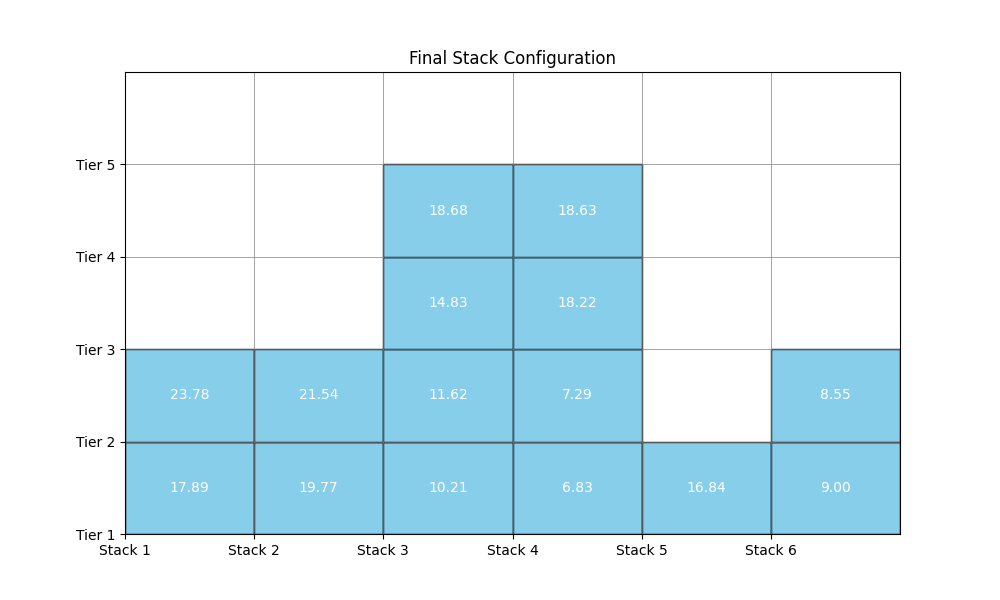 Final Stack Configuration
Tier 5
18.68 18.63
Tier 4
14.83 18.22
Tier 3
23.78 21.54 11.62 7.29 8.55
Tier 2
17.89 19.77 10.21 6.83 16.84 9.00
Tier 1
Stack 1 Stack 2 Stack 3 Stack 4 Stack 5 Stack 6